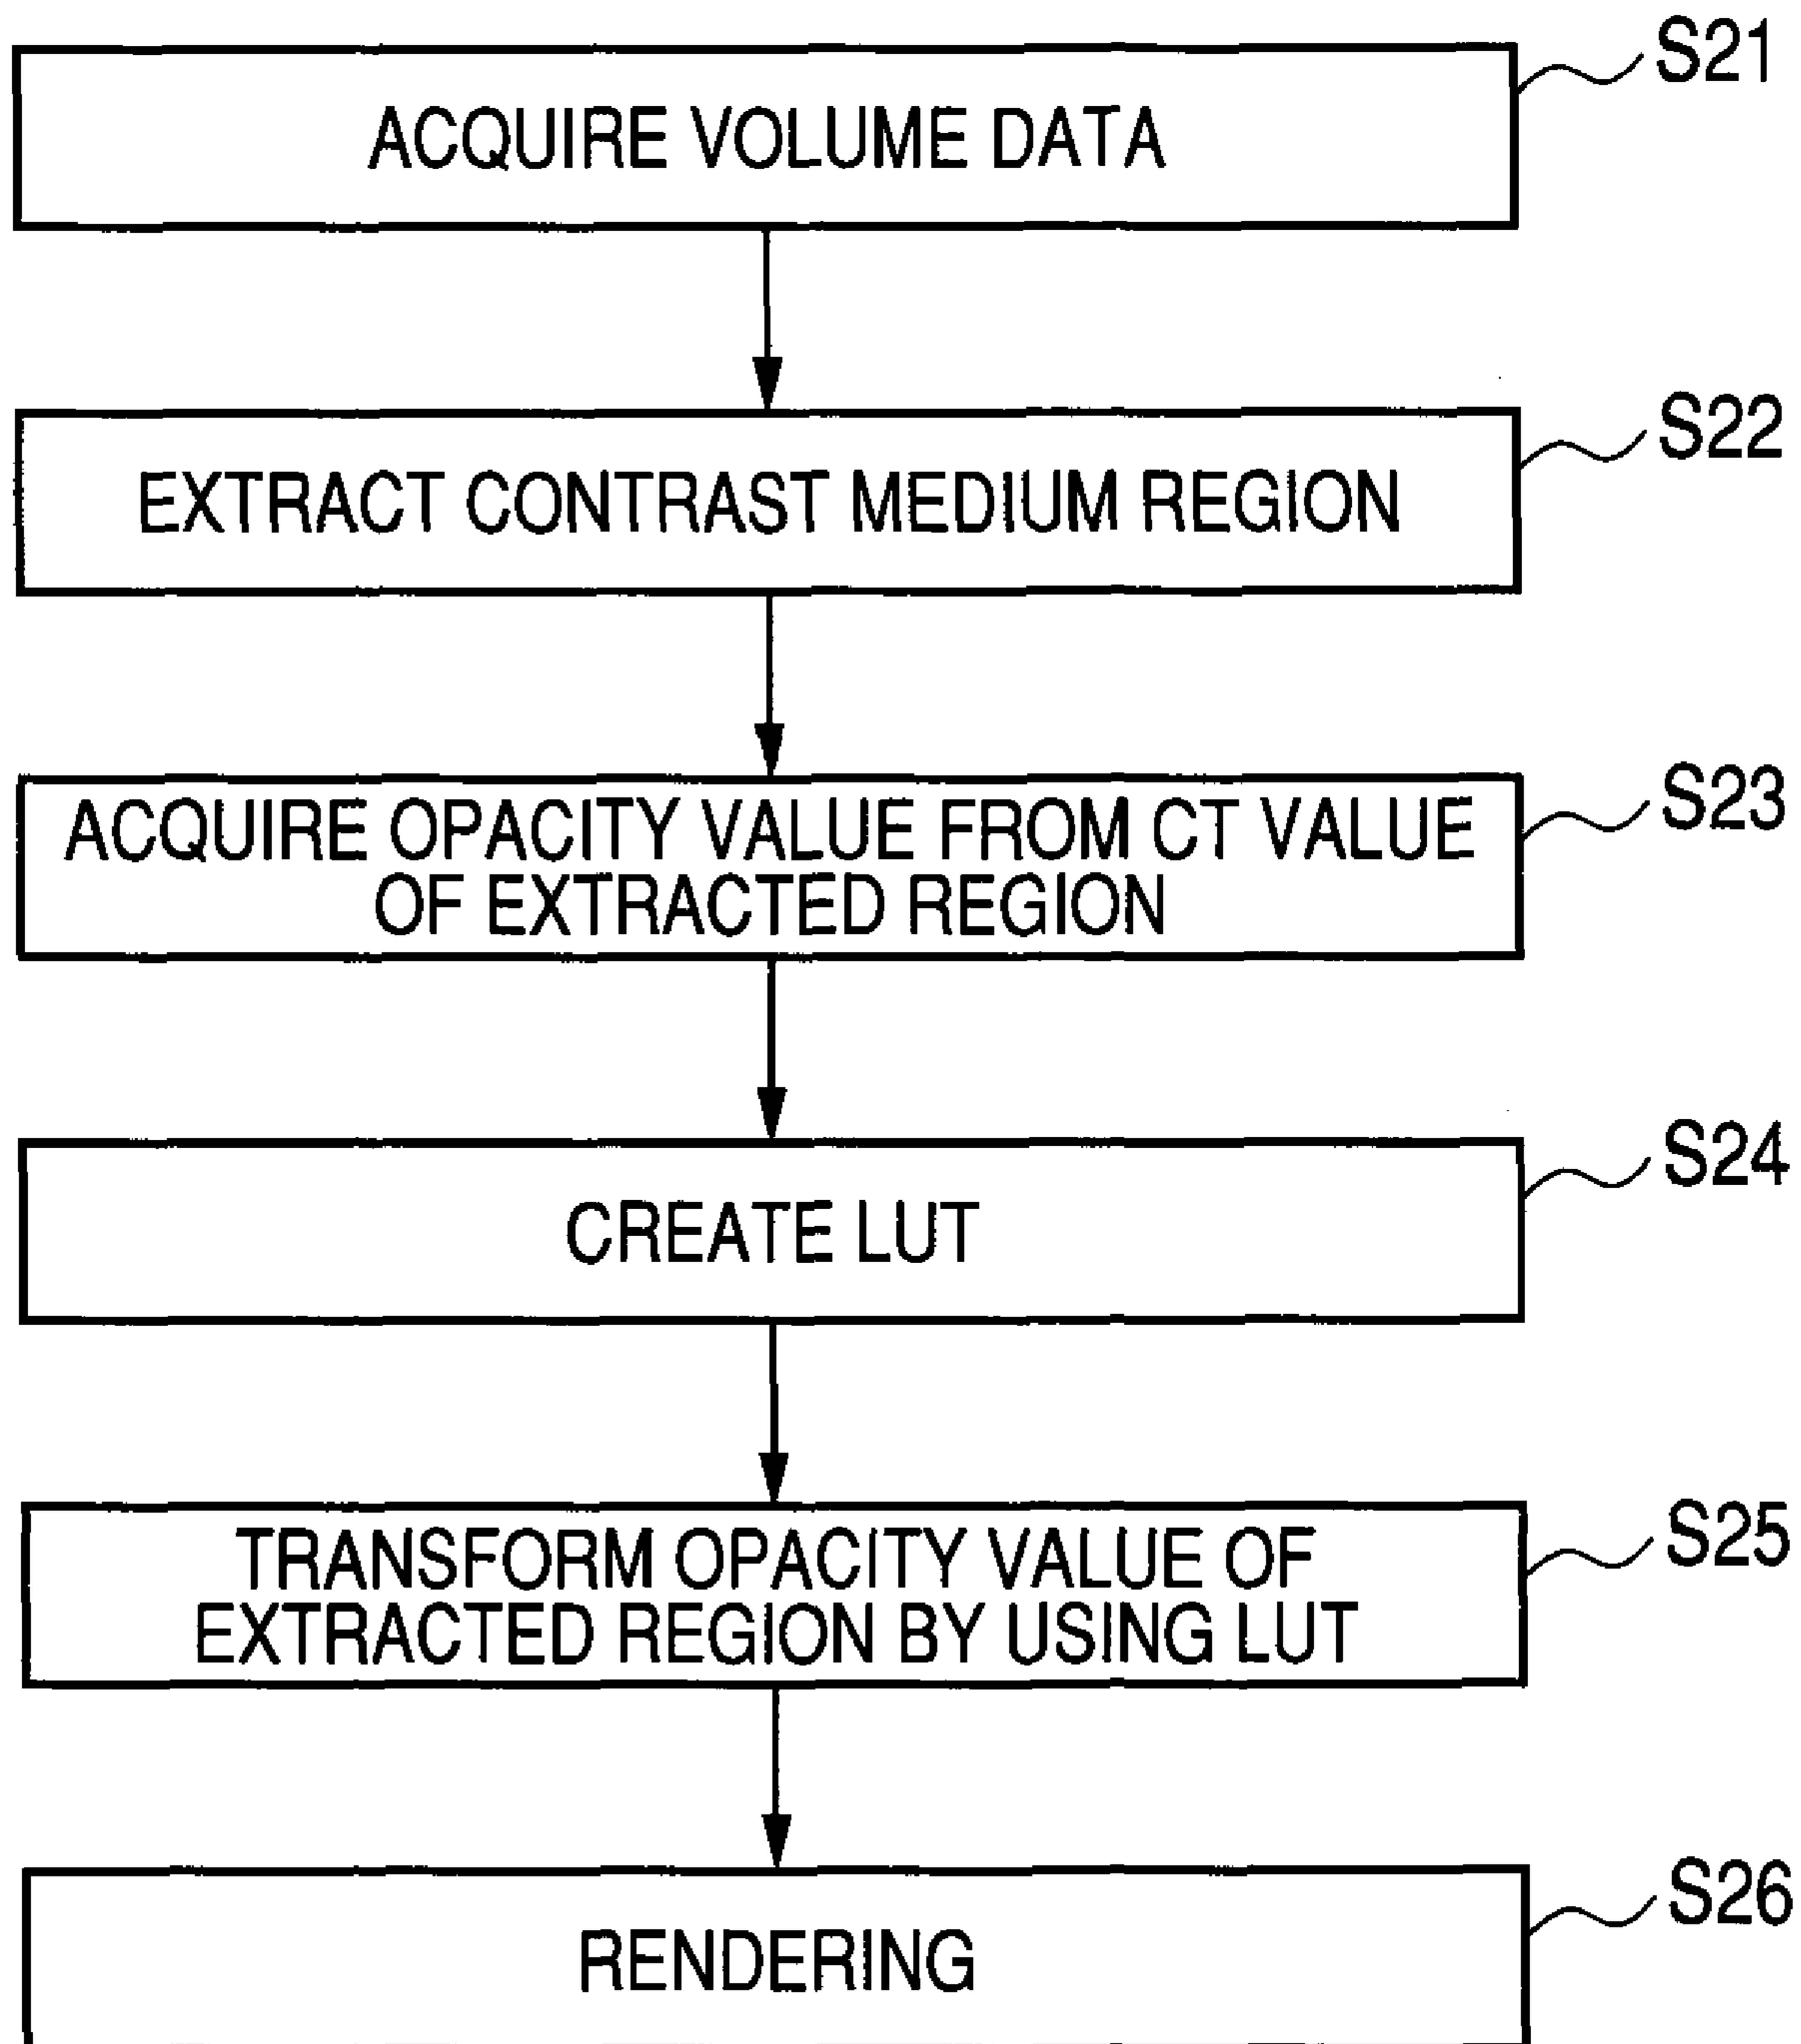 S21
ACQUIRE VOLUME DATA
S22
EXTRACT CONTRAST MEDIUM REGION
S23
ACQUIRE OPACITY VALUE FROM CT VALUE
OF EXTRACTED REGION
S24
CREATE LUT
S25
TRANSFORM OPACITY VALUE OF
EXTRACTED REGION BY USING LUT
S26
RENDERING